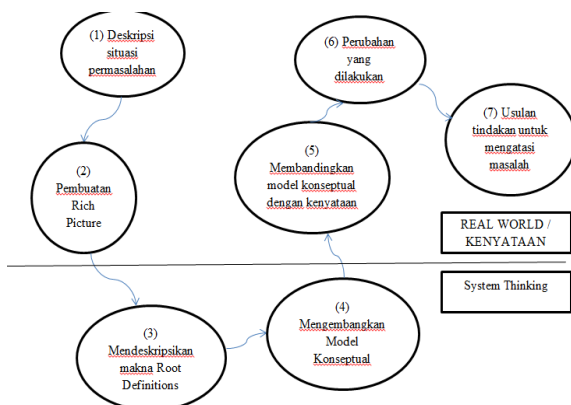 (1) Deskripsi
situasi
permasalahan
(2)
Pembuatan
Rich
Picture
(3)
Mendeskripsikan
makna Root
Definitions
(4)
Mengembangkan
Model
Konseptual
(5)
Membandingkan
model konseptual
dengan kenyataan
(6) Perubahan
yang
dilakukan
(7) Usulan
tindakan untuk
mengatasi
masalah
REAL WORLD /
KENYATAAN
System Thinking